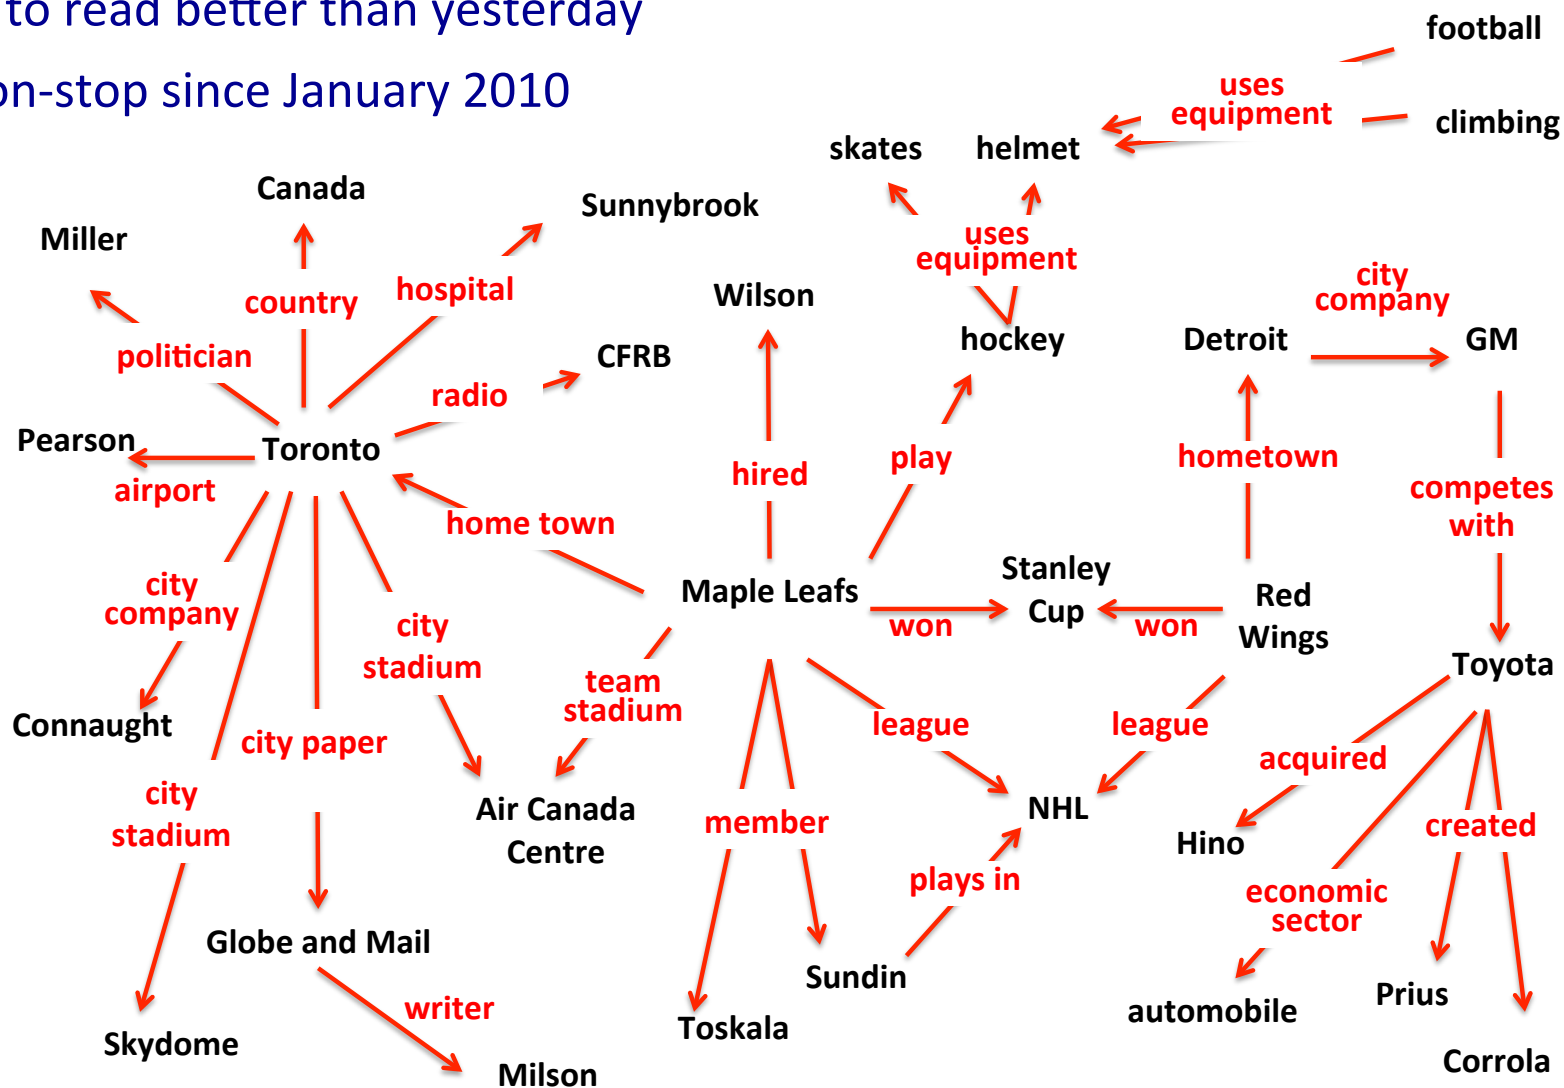 to read better than yesterday
on-stop since January 2010
football
uses
equipment
climbing
skates
helmet
Canada
Sunnybrook
Miller
uses
equipment
city
company
hospital
country
Wilson
hockey
Detroit
GM
politician
CFRB
radio
Pearson
Toronto
airport
hired
play
hometown
competes
with
home town
city
company
Maple Leafs
Stanley
Cup
won
won
Red
Wings
city
stadium
team
stadium
Toyota
Connaught
city paper
league
league
acquired
city
stadium
Air Canada
Centre
member
NHL
Hino
created
plays in
economic
sector
Globe and Mail
Sundin
writer
Toskala
automobile
Prius
Skydome
Milson
Corrola